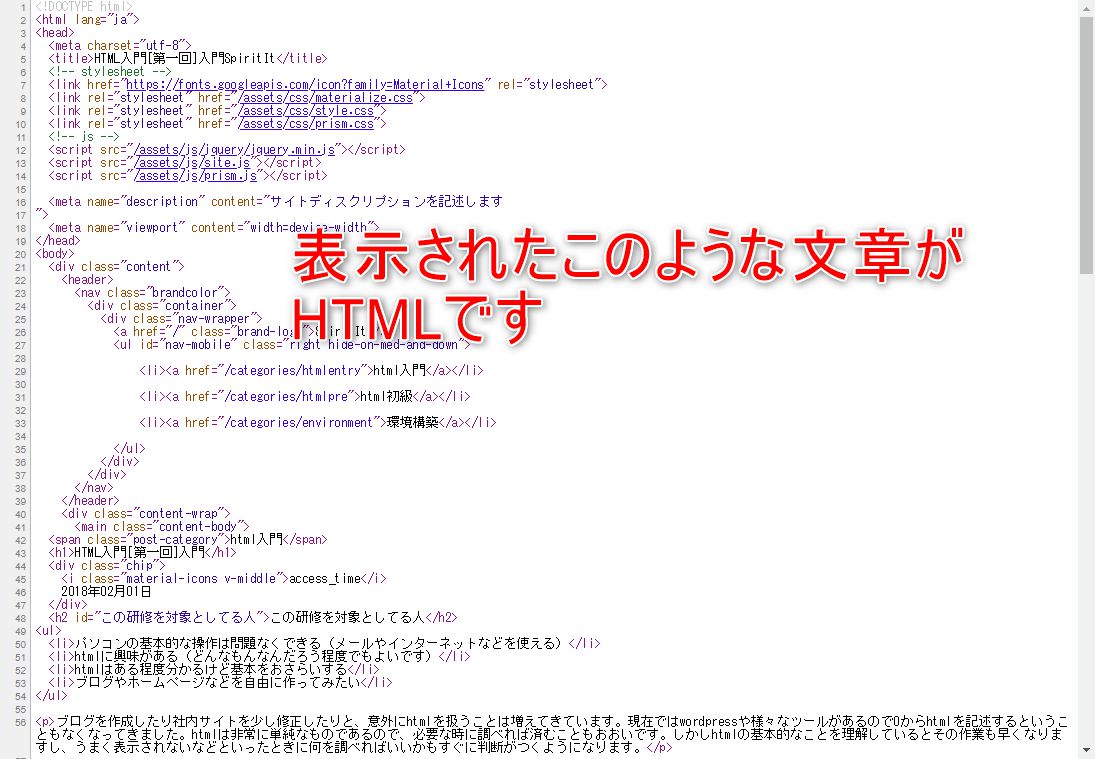 1 <!DOCTYPE html>
2 <html lang="ja">
3 <head>
4 <meta charset="utf-8">
5 <title>HTML入門[第一回]入門SpiritIt</title>
6 <!-- stylesheet -->
7 <link href="https://fonts.googleapis.com/icon?family=Material+Icons" rel="stylesheet">
8 <link rel="stylesheet" href="/assets/css/materialize.css">
9 <link rel="stylesheet" href="/assets/css/style.css">
10 <link rel="stylesheet" href="/assets/css/prism.css">
11 <!-- js -->
12 <script src="/assets/js/jquery/jquery.min.js"></script>
13 <script src="/assets/js/site.js"></script>
14 <script src="/assets/js/prism.js"></script>
15
16 <meta name="description" content="サイトディスクリプションを記述します
17 ">
18 <meta name="viewport" content="width=device-width">
19 </head>
20 <body>
21 <div class="content">
表示されたこのような文章が
HTMLです
22 <header>
23 <nav class="brandcolor">
24 <div class="container">
25 <div class="nav-wrapper">
26 <a href="/" class="brand-log
27 <ul id="nav-mobile" class="right hide-on-med-and-down">
28
29 <li><a href="/categories/htmlentry">html入門</a></li>
30
31 <li><a href="/categories/htmlpre">html初級</a></li>
32
33 <li><a href="/categories/environment">環境構築</a></li>
34
35 </ul>
36 </div>
37 </div>
38 </nav>
39 </header>
40 <div class="content-wrap">
41 <main class="content-body">
42 <span class="post-category">html入門</span>
43 <h1>HTML入門[第一回]入門</h1>
44 <div class="chip">
45 <i class="material-icons v-middle">access_time</i>
46 2018年02月01日
47 </div>
48 <h2 id="この研修を対象としてる人">この研修を対象としてる人</h2>
49 <ul>
50 <li>パソコンの基本的な操作は問題なくできる（メールやインターネットなどを使える）</li>
51 <li>htmlに興味がある（どんなもんなんだろう程度でもよいです）</li>
52 <li>htmlはある程度分かるけど基本をおさらいする</li>
53 <li>ブログやホームページなどを自由に作ってみたい</li>
54 </ul>
55
56 <p>ブログを作成したり社内サイトを少し修正したりと、意外にhtmlを扱うことは増えてきています。現在ではwordpressや様々なツールがあるので0からhtmlを記述するというこ
ともなくなってきました。htmlは非常に単純なものであるので、必要な時に調べれば済むこともおおいです。しかしhtmlの基本的なことを理解しているとその作業も早くなりま
すし、うまく表示されないなどといったときに何を調べればいいかもすぐに判断がつくようになります。</p>